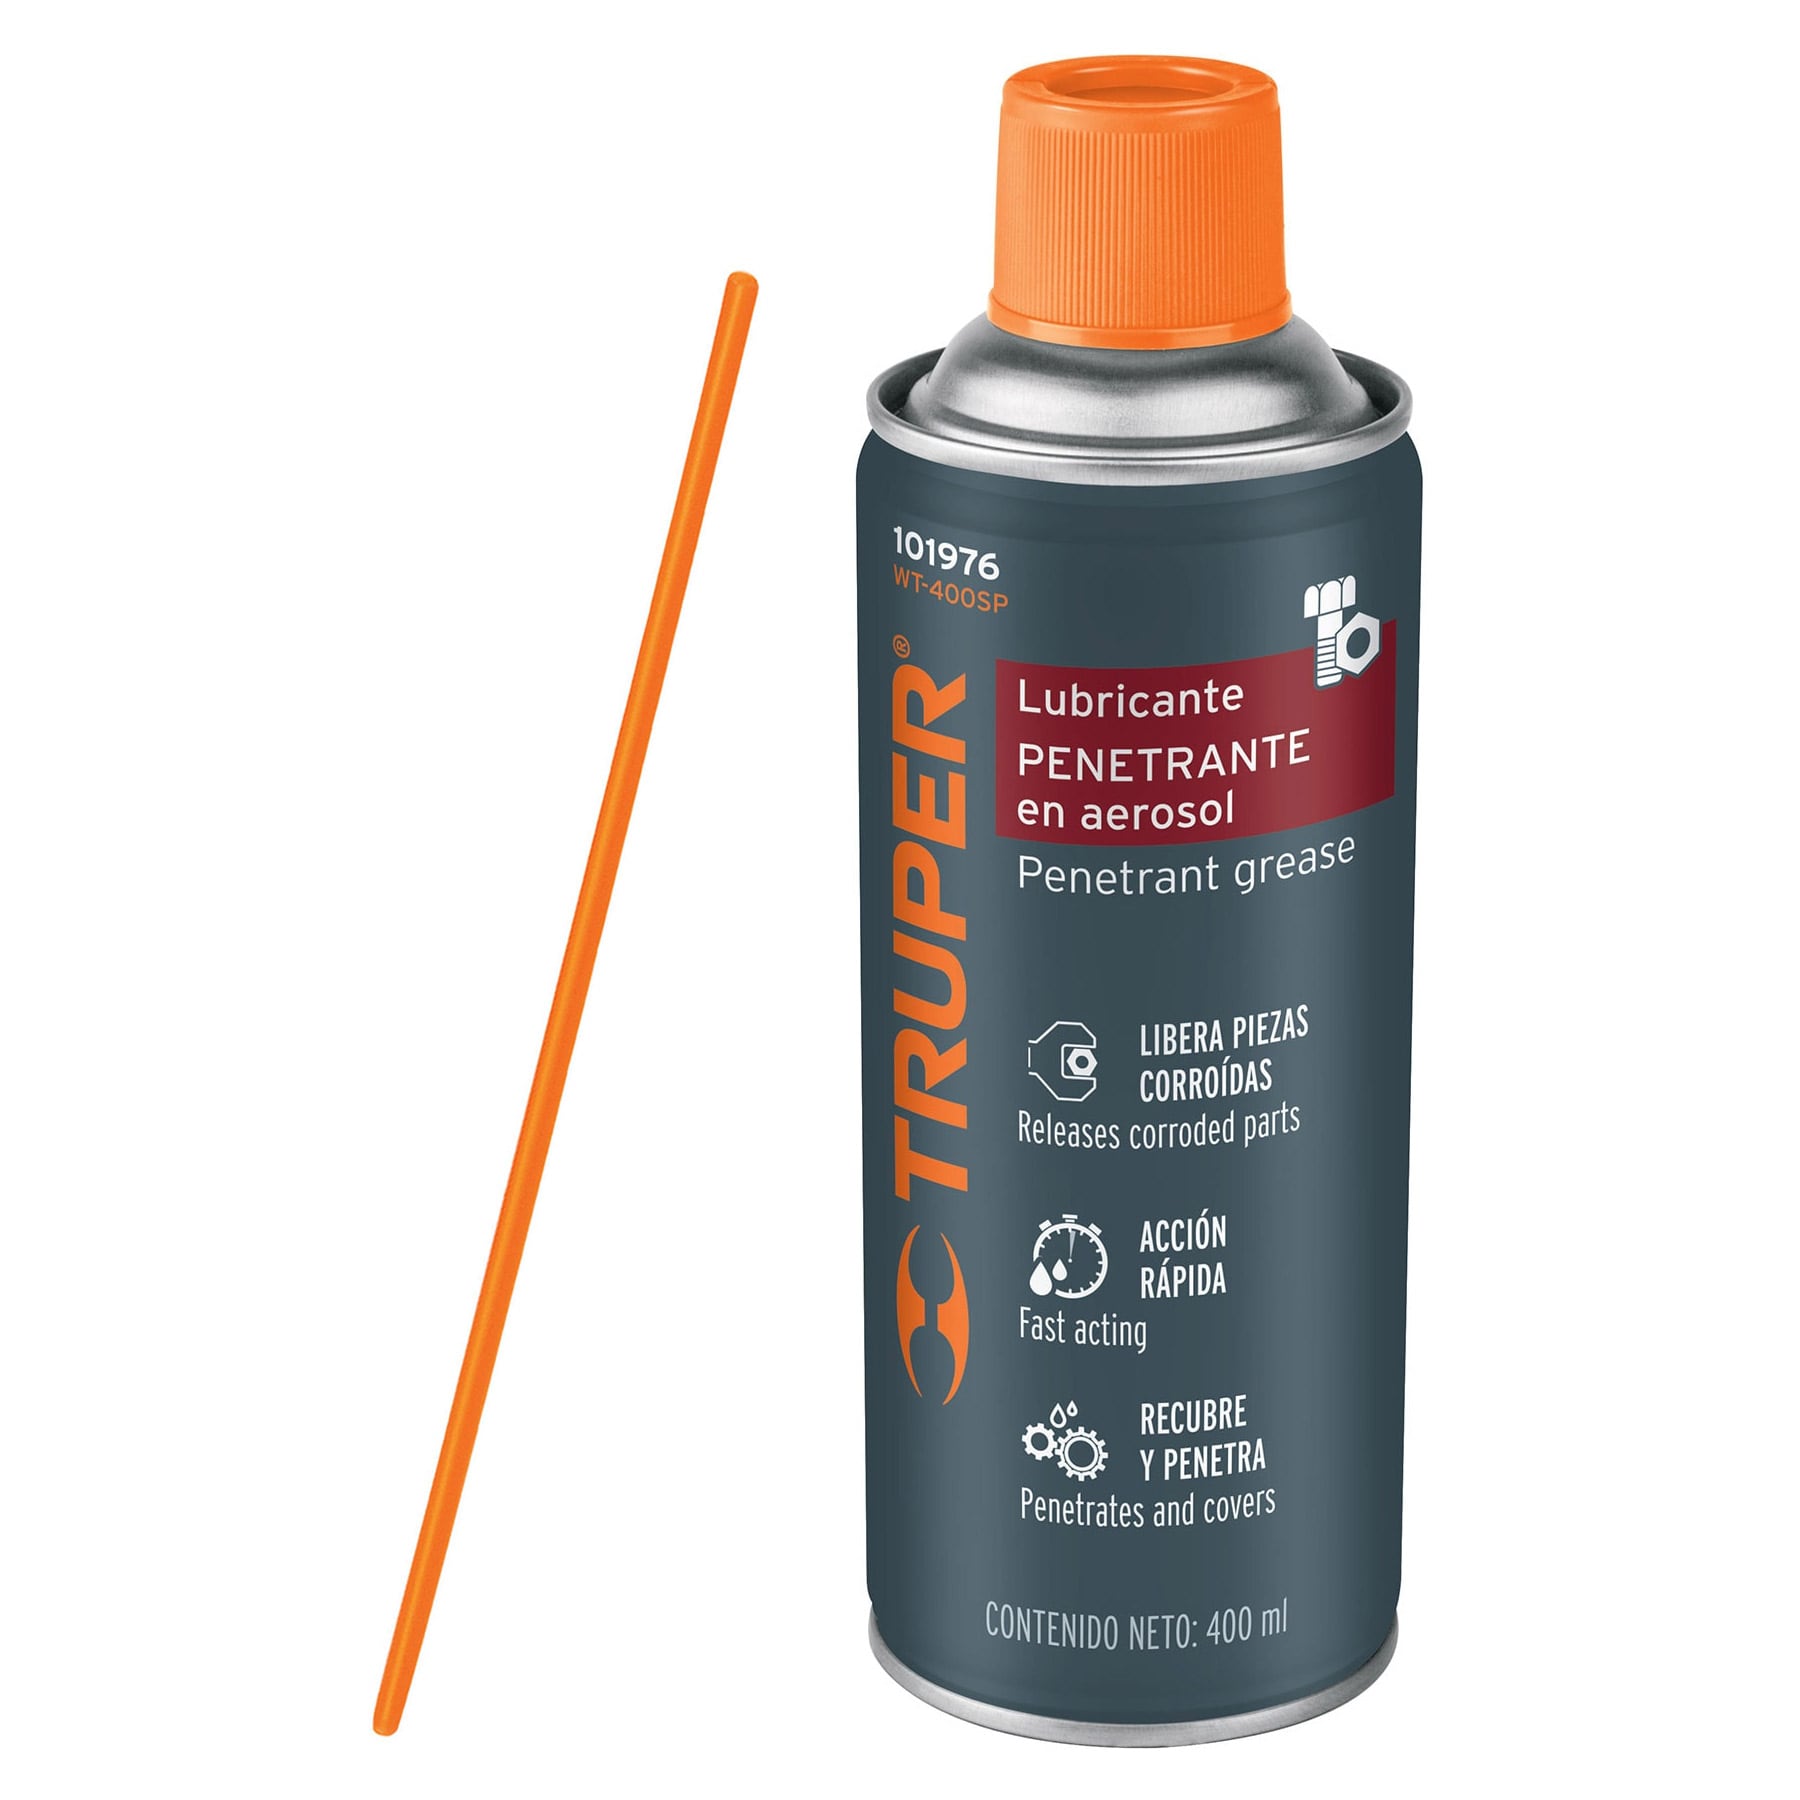 101976
WT-400SP
TRUPER®
Lubricante
PENETRANTE
en aerosol
Penetrant grease
LIBERA PIEZAS
CORROÍDAS
Releases corroded parts
ACCIÓN
RÁPIDA
Fast acting
RECUBRE
Y PENETRA
Penetrates and covers
CONTENIDO NETO: 400 ml